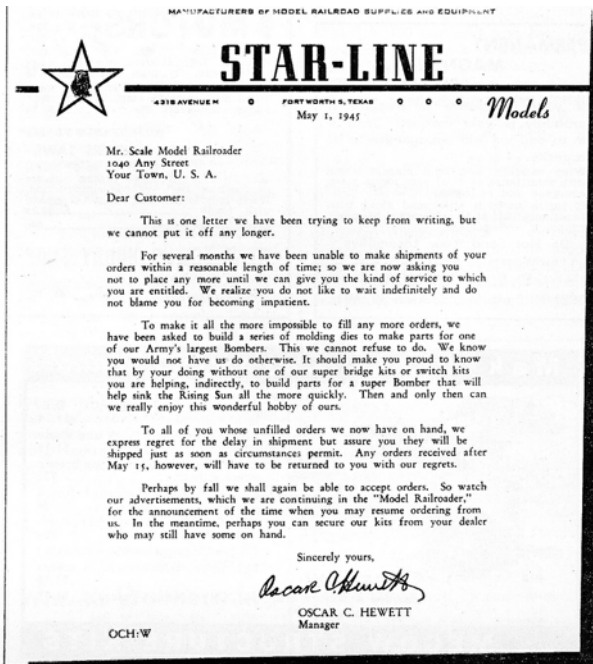 MANUFACTURERS OF MODEL RAILROAD SUPPLIES AND EQUIPMENT
STAR-LINE
4318 AVENUE M FORT WORTH 5, TEXAS Models
May 1, 1945
Mr. Scale Model Railroader
1040 Any Street
Your Town, U. S. A.
Dear Customer:
This is one letter we have been trying to keep from writing, but
we cannot put it off any longer.
For several months we have been unable to make shipments of your
orders within a reasonable length of time; so we are now asking you
not to place any more until we can give you the kind of service to which
you are entitled. We realize you do not like to wait indefinitely and do
not blame you for becoming impatient.
To make it all the more impossible to fill any more orders, we
have been asked to build a series of molding dies to make parts for one
of our Army's largest Bombers. This we cannot refuse to do. We know
you would not have us do otherwise. It should make you proud to know
that by your doing without one of our super bridge kits or switch kits
you are helping, indirectly, to build parts for a super Bomber that will
help sink the Rising Sun all the more quickly. Then and only then can
we really enjoy this wonderful hobby of ours.
To all of you whose unfilled orders we now have on hand, we
express regret for the delay in shipment but assure you they will be
shipped just as soon as circumstances permit. Any orders received after
May 15, however, will have to be returned to you with our regrets.
Perhaps by fall we shall again be able to accept orders. So watch
our advertisements, which we are continuing in the "Model Railroader,"
for the announcement of the time when you may resume ordering from
us. In the meantime, perhaps you can secure our kits from your dealer
who may still have some on hand.
Sincerely yours,
Oscar C. Hewett
OSCAR C. HEWETT
Manager
OCH:W